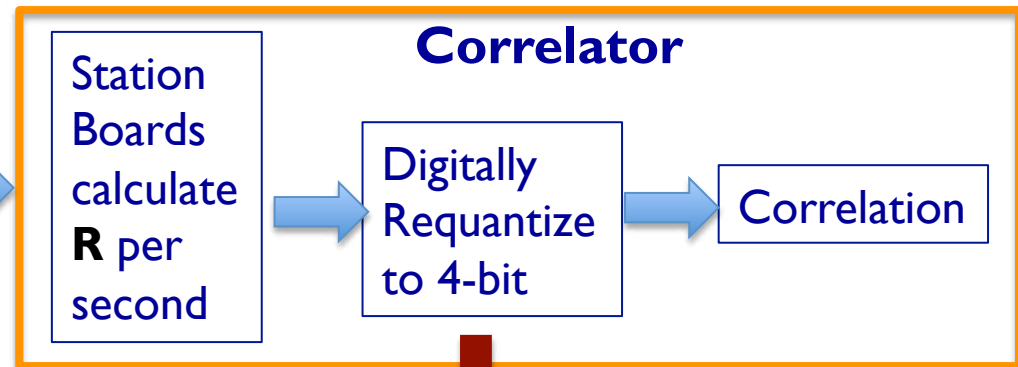 Correlator
Station
Boards
calculate
R per
second
Digitally
Requantize
to 4-bit
Correlation